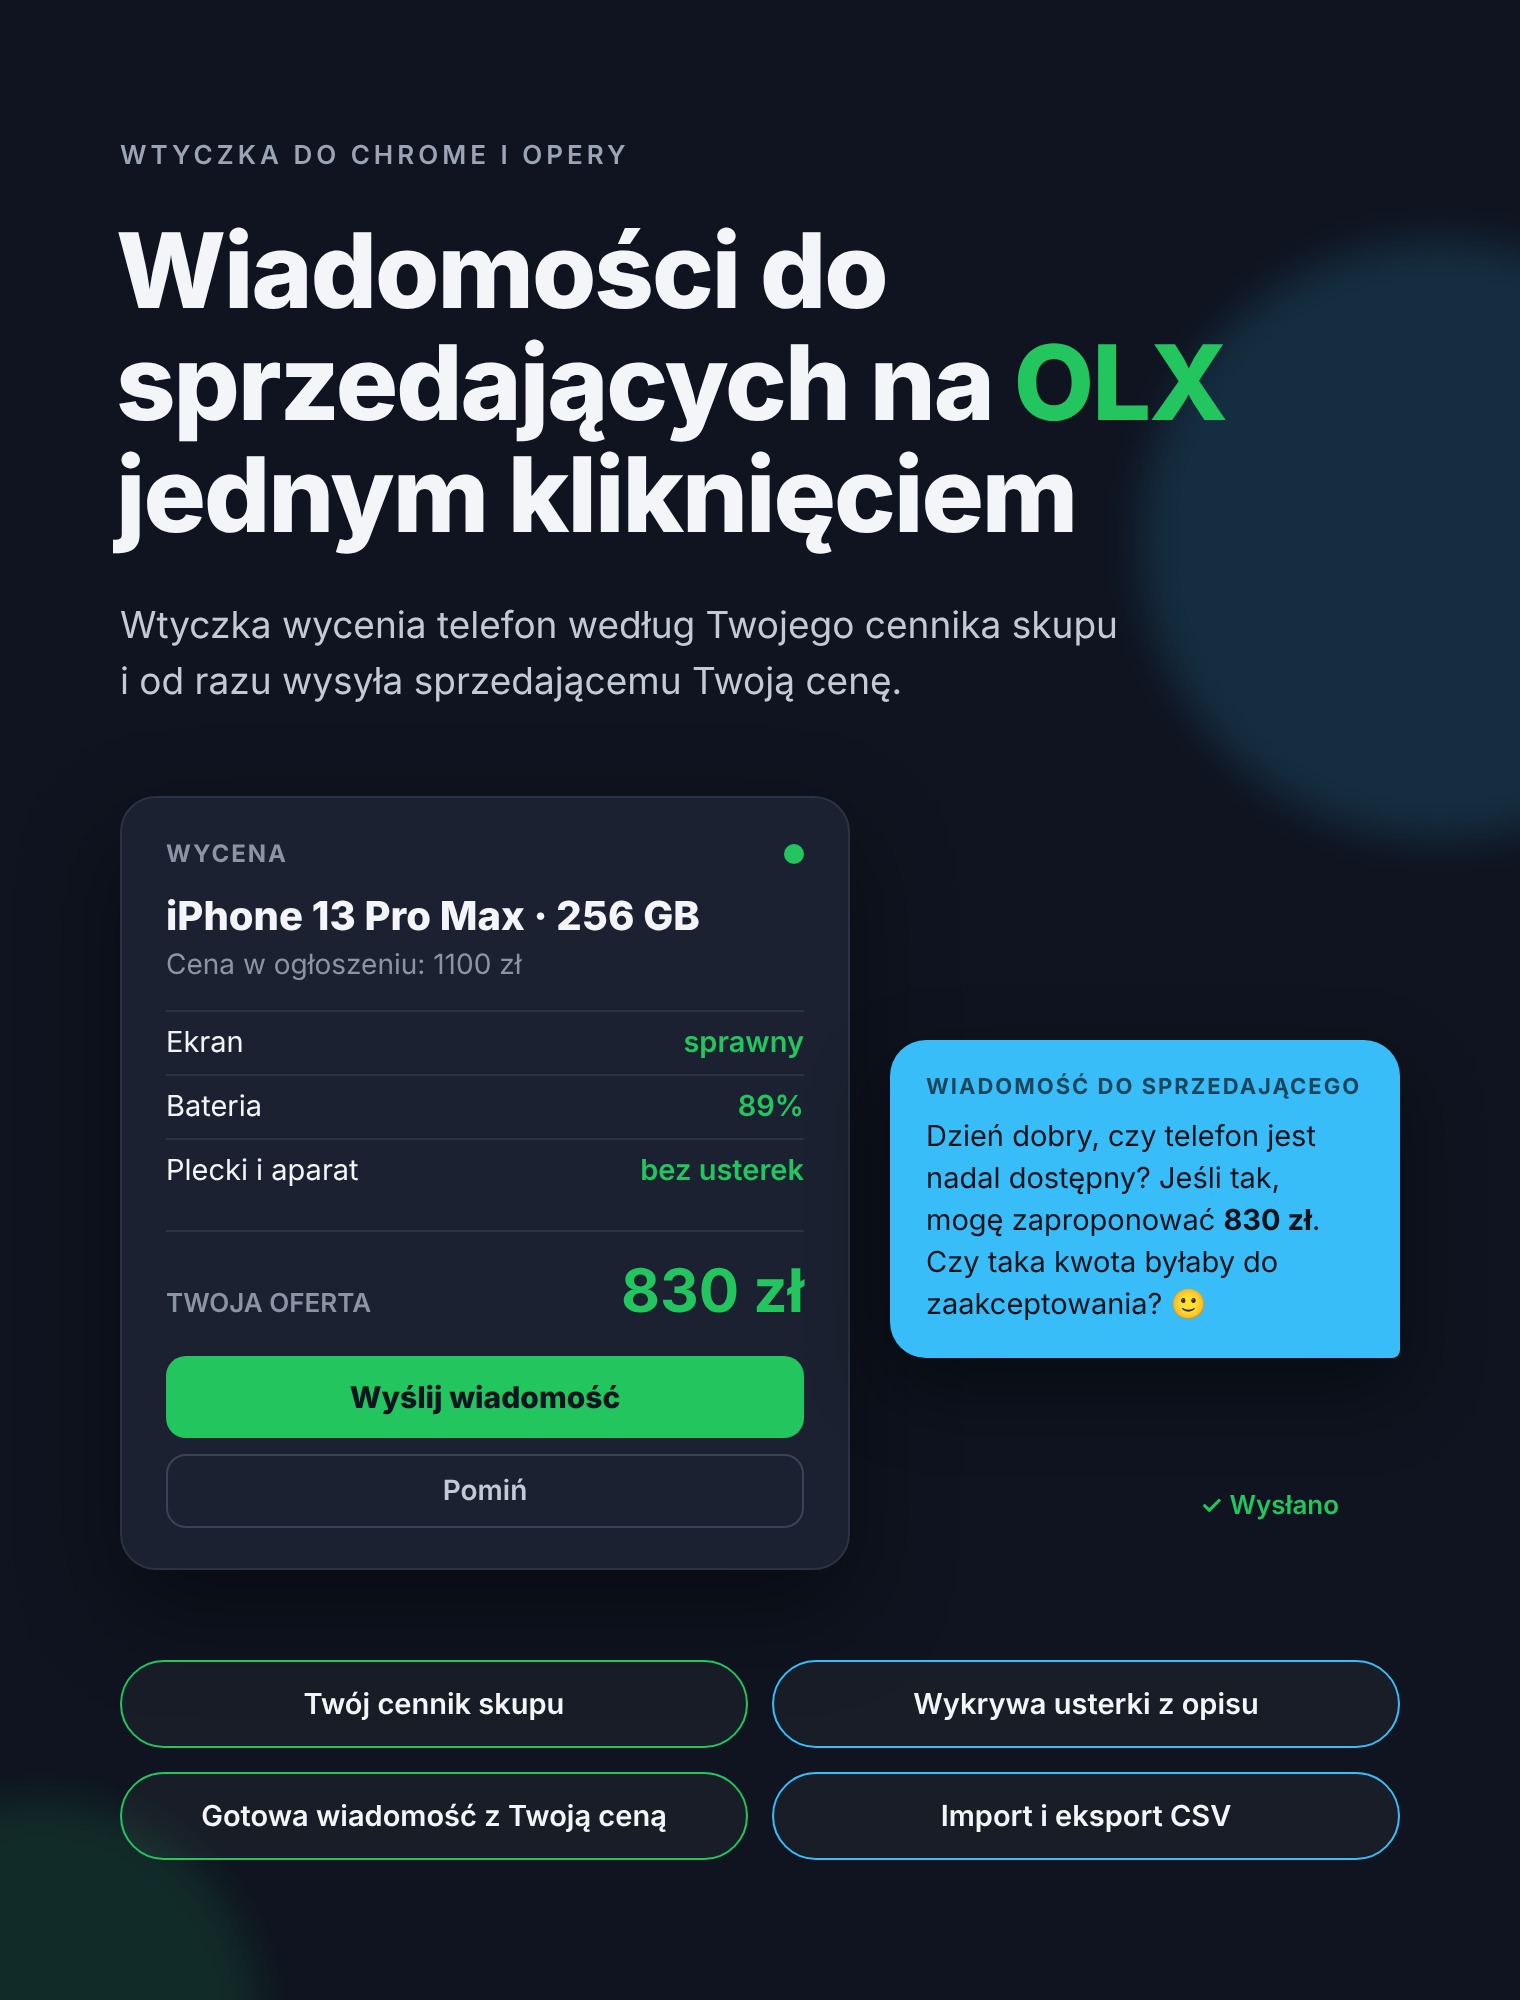 WTYCZKA DO CHROME I OPERY
Wiadomości do
sprzedających na OLX
jednym kliknięciem
Wtyczka wycenia telefon według Twojego cennika skupu
i od razu wysyła sprzedającemu Twoją cenę.
WYCENA
iPhone 13 Pro Max · 256 GB
Cena w ogłoszeniu: 1100 zł
Ekran sprawny
Bateria 89%
Plecki i aparat bez usterek
TWOJA OFERTA 830 zł
Wyślij wiadomość
Pomiń
WIADOMOŚĆ DO SPRZEDAJĄCEGO
Dzień dobry, czy telefon jest
nadal dostępny? Jeśli tak,
mogę zaproponować 830 zł.
Czy taka kwota byłaby do
zaakceptowania? 🙂
✓ Wysłano
Twój cennik skupu
Wykrywa usterki z opisu
Gotowa wiadomość z Twoją ceną
Import i eksport CSV